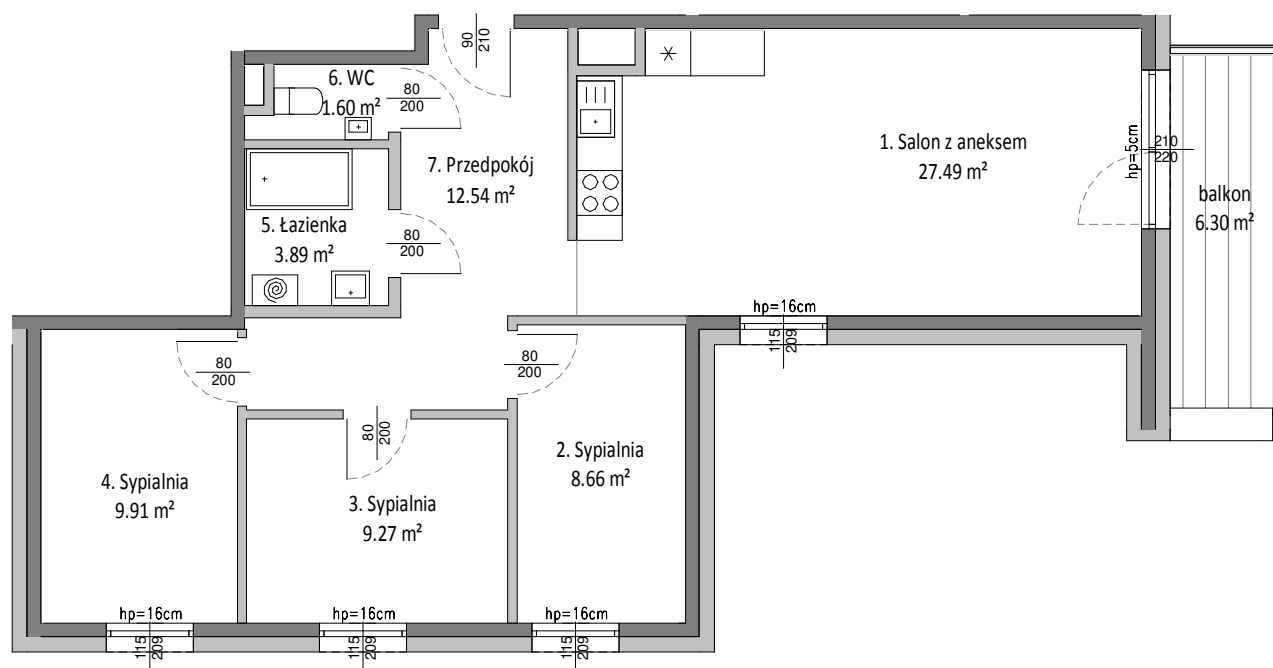 90
210
6. WC
1.60 m²
80
200
7. Przedpokój
12.54 m²
1. Salon z aneksem
27.49 m²
hp=5cm
210
220
balkon
6.30 m²
5. Łazienka
3.89 m²
80
200
hp=16cm
115
209
80
200
80
200
80
200
4. Sypialnia
9.91 m²
3. Sypialnia
9.27 m²
2. Sypialnia
8.66 m²
hp=16cm
115
209
hp=16cm
115
209
hp=16cm
115
209